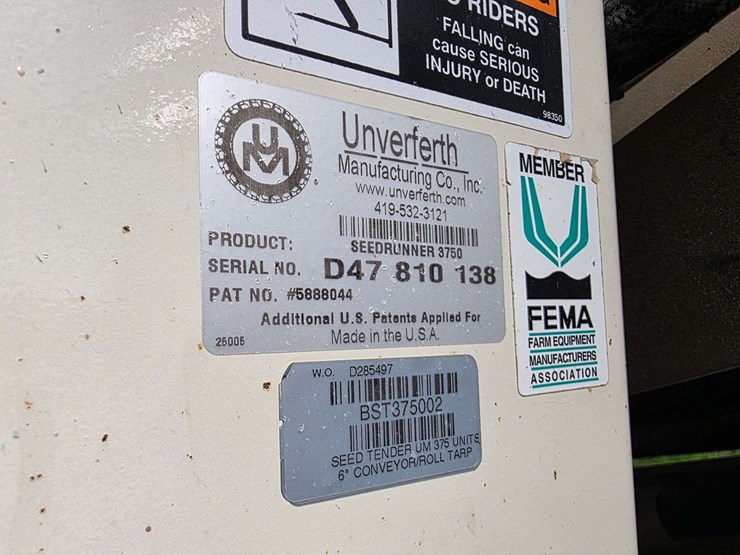 RIDERS
FALLING can
cause SERIOUS
INJURY or DEATH
98350
UM
Unverferth
Manufacturing Co., Inc.
www.unverferth.com
419-532-3121
PRODUCT: SEEDRUNNER 3750
SERIAL NO. D47 810 138
PAT NO. #5888044
Additional U.S. Patents Applied For
25005 Made in the U.S.A.
MEMBER
FEMA
FARM EQUIPMENT
MANUFACTURERS
ASSOCIATION
W.O. D285497
BST375002
SEED TENDER UM 375 UNITS
6" CONVEYOR/ROLL TARP